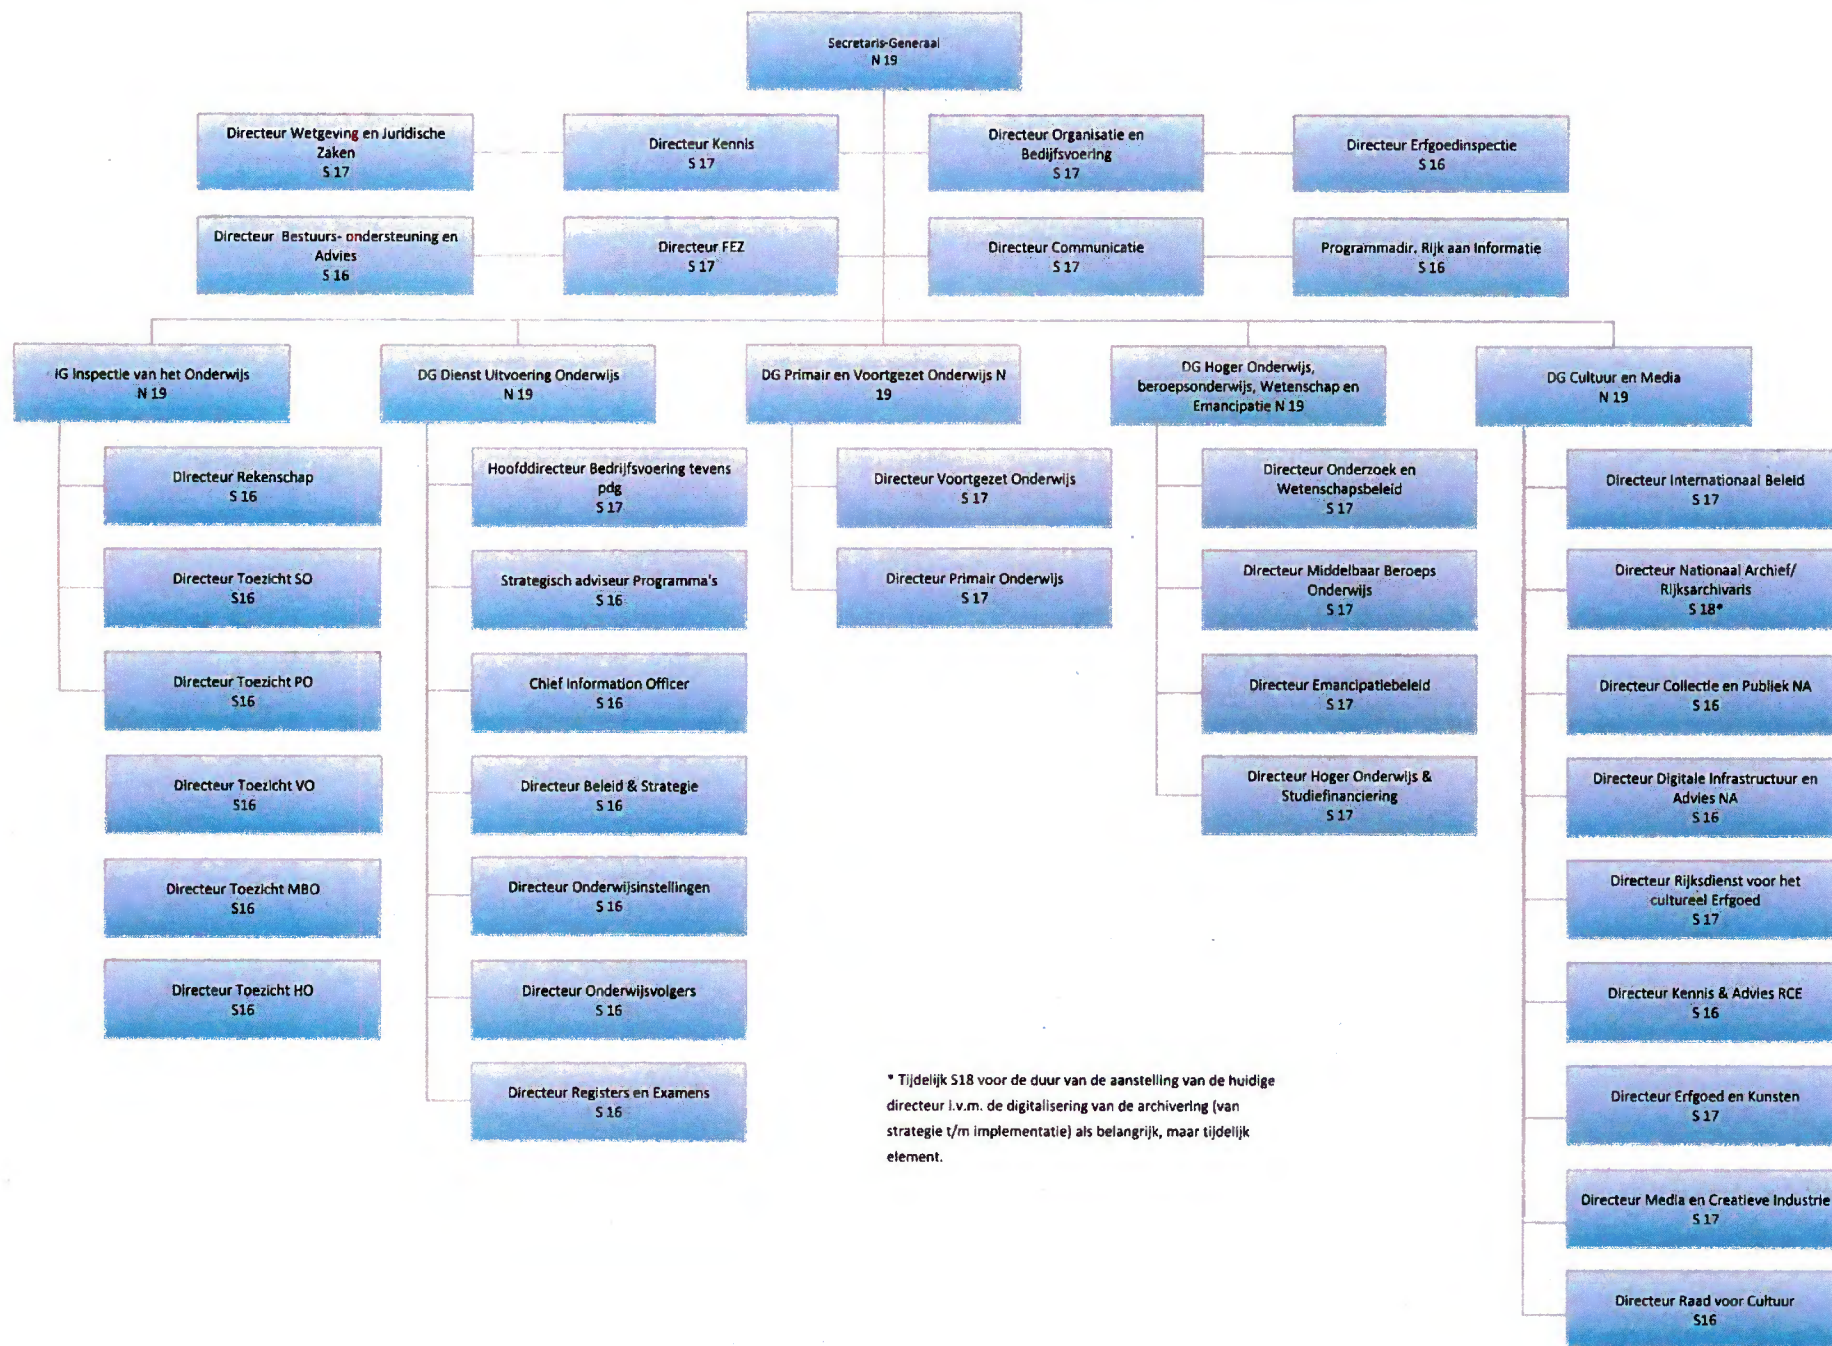 Secretaris-Generaal
N 19
Directeur Wetgeving en Juridische
Zaken
S 17
Directeur Kennis
S 17
Directeur Organisatie en
Bedijfsvoering
S 17
Directeur Erfgoedinspectie
S 16
Directeur Bestuurs- ondersteuning en
Advies
S 16
Directeur FEZ
S 17
Directeur Communicatie
S 17
Programmadir. Rijk aan Informatie
S 16
IG Inspectie van het Onderwijs
N 19
DG Dienst Uitvoering Onderwijs
N 19
DG Primair en Voortgezet Onderwijs N
19
DG Hoger Onderwijs,
beroepsonderwijs, Wetenschap en
Emancipatie N 19
DG Cultuur en Media
N 19
Directeur Rekenschap
S 16
Directeur Toezicht SO
S16
Directeur Toezicht PO
S16
Directeur Toezicht VO
S16
Directeur Toezicht MBO
S16
Directeur Toezicht HO
S16
Hoofddirecteur Bedrijfsvoering tevens
pdg
S 17
Strategisch adviseur Programma's
S 16
Chief Information Officer
S 16
Directeur Beleid & Strategie
S 16
Directeur Onderwijsinstellingen
S 16
Directeur Onderwijsvolgers
S 16
Directeur Registers en Examens
S 16
Directeur Voortgezet Onderwijs
S 17
Directeur Primair Onderwijs
S 17
Directeur Onderzoek en
Wetenschapsbeleid
S 17
Directeur Middelbaar Beroeps
Onderwijs
S 17
Directeur Emancipatiebeleid
S 17
Directeur Hoger Onderwijs &
Studiefinanciering
S 17
Directeur Internationaal Beleid
S 17
Directeur Nationaal Archief/
Rijksarchivaris
S 18*
Directeur Collectie en Publiek NA
S 16
Directeur Digitale Infrastructuur en
Advies NA
S 16
Directeur Rijksdienst voor het
cultureel Erfgoed
S 17
Directeur Kennis & Advies RCE
S 16
Directeur Erfgoed en Kunsten
S 17
Directeur Media en Creatieve Industrie
S 17
Directeur Raad voor Cultuur
S16
* Tijdelijk S18 voor de duur van de aanstelling van de huidige
directeur i.v.m. de digitalisering van de archivering (van
strategie t/m implementatie) als belangrijk, maar tijdelijk
element.